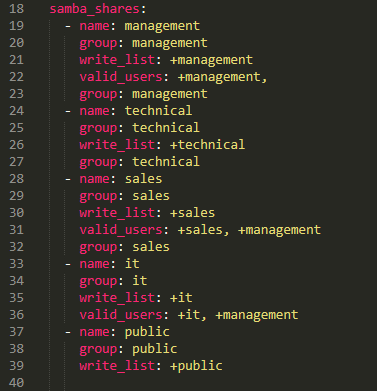 18 samba_shares:
19 - name: management
20 group: management
21 write_list: +management
22 valid_users: +management,
23 group: management
24 - name: technical
25 group: technical
26 write_list: +technical
27 group: technical
28 - name: sales
29 group: sales
30 write_list: +sales
31 valid_users: +sales, +management
32 group: sales
33 - name: it
34 group: it
35 write_list: +it
36 valid_users: +it, +management
37 - name: public
38 group: public
39 write_list: +public
40